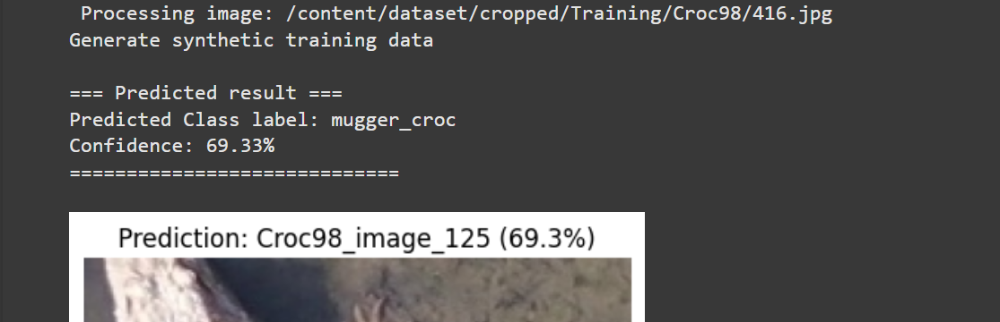 Processing image: /content/dataset/cropped/Training/Croc98/416.jpg
Generate synthetic training data
=== Predicted result ===
Predicted Class label: mugger_croc
Confidence: 69.33%
=============================
Prediction: Croc98_image_125 (69.3%)